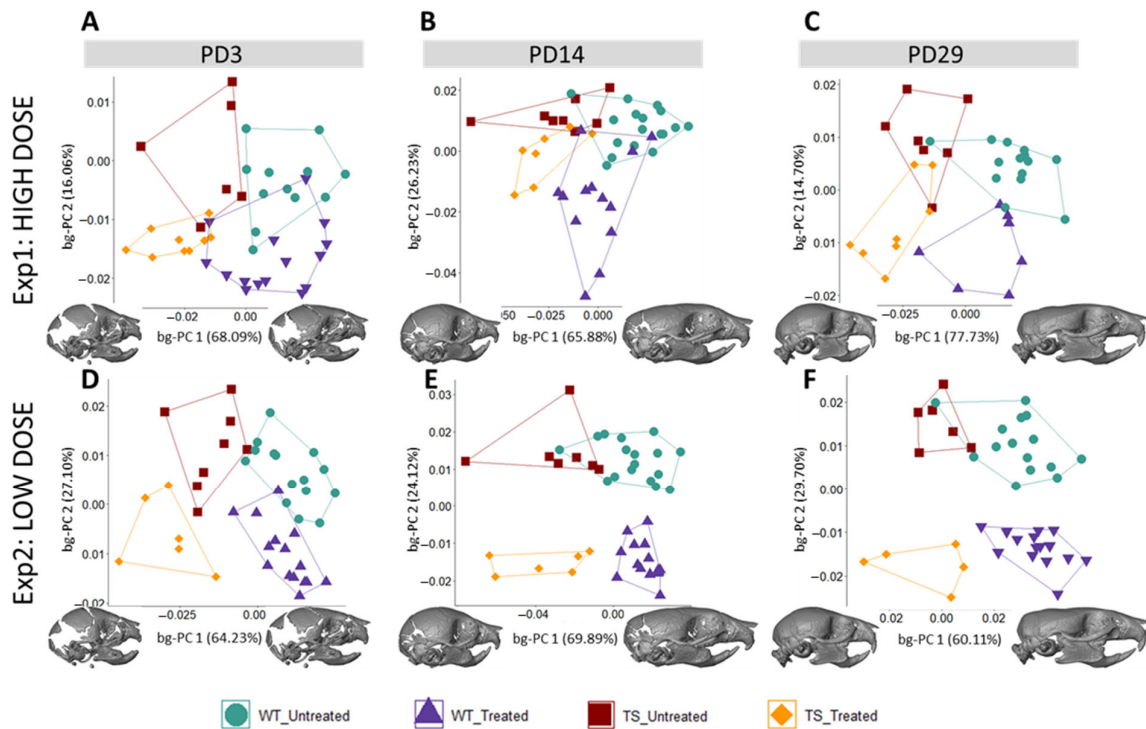 A
B
C
PD3
PD14
PD29
Exp1: HIGH DOSE
bg-PC 2 (16.06%)
0.01
0.00
−0.01
−0.02
−0.02
0.00
bg-PC 1 (68.09%)
bg-PC 2 (26.23%)
0.02
0.00
−0.02
−0.04
50
0.00
bg-PC 1 (65.88%)
bg-PC 2 (14.70%)
0.02
0.01
0.00
0.01
0.02
−0.025
0.000
bg-PC 1 (77.73%)
D
E
F
Exp2: LOW DOSE
bg-PC 2 (27.10%)
0.02
0.01
0.00
0.01
0.02
−0.025
0.00
bg-PC 1 (64.23%)
bg-PC 2 (24.12%)
0.03
0.02
0.01
0.00
−0.01
−0.02
−0.04
0.00
bg-PC 1 (69.89%)
bg-PC 2 (29.70%)
0.02
0.01
0.00
−0.01
−0.02
0.02
0.00
0.02
bg-PC 1 (60.11%)
WT_Untreated
WT_Treated
TS_Untreated
TS_Treated